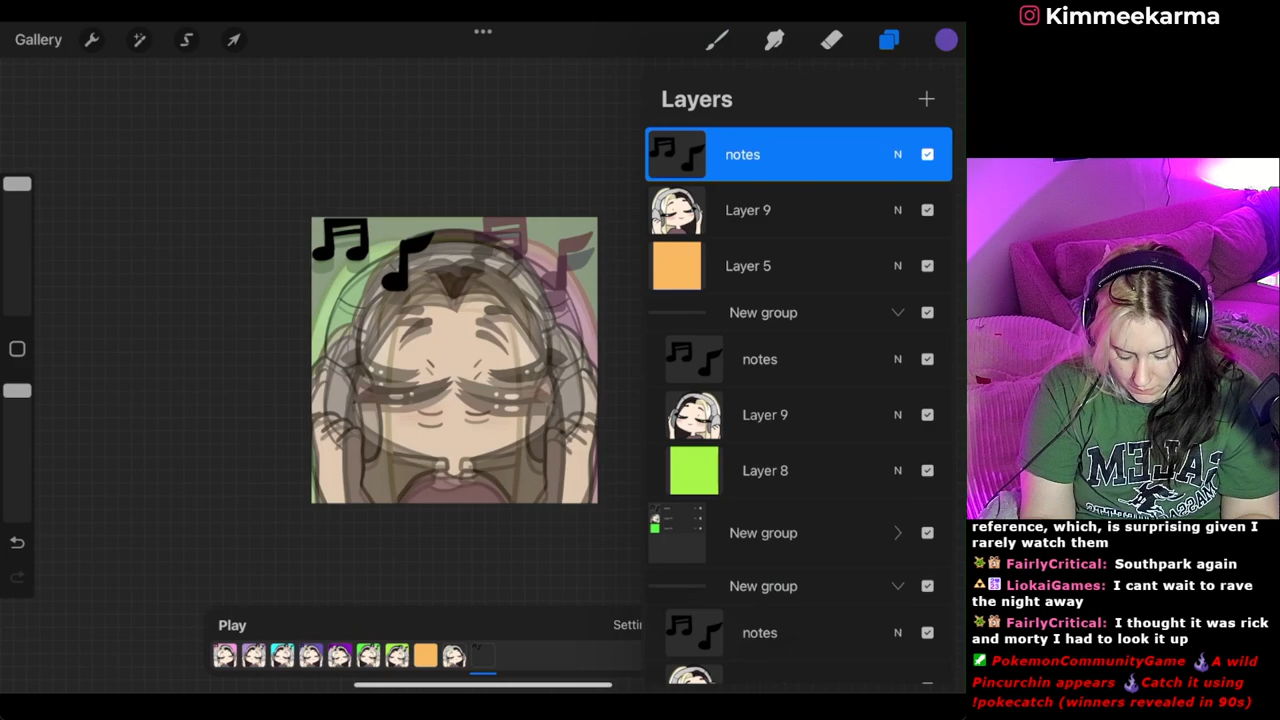 Kimmeekarma
Gallery
Layers
notes N
Layer 9 N
Layer 5 N
New group
notes N
Layer 9 N
Layer 8 N
New group
New group
notes N
Play
Settin
SALEM
MASSACHUSETTS
reference, which, is surprising given I
rarely watch them
FairlyCritical: Southpark again
LiokaiGames: I cant wait to rave
the night away
FairlyCritical: I thought it was rick
and morty I had to look it up
PokemonCommunityGame A wild
Pincurchin appears Catch it using
!pokecatch (winners revealed in 90s)